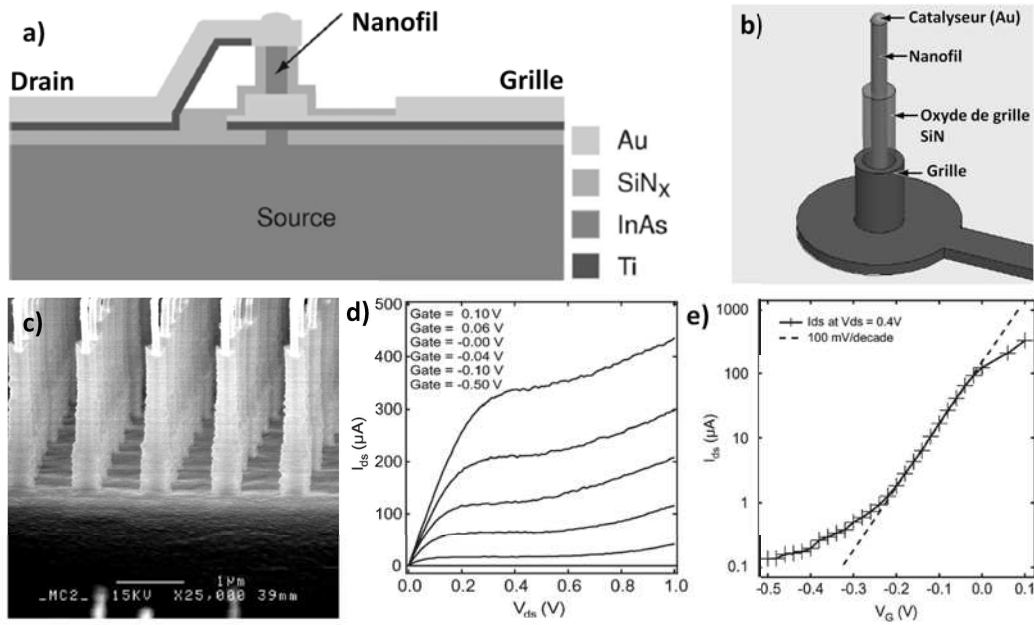 a)
Nanofil
Drain
Grille
Au
SiNX
InAs
Ti
Source
b)
Catalyseur (Au)
Nanofil
Oxyde de grille
SiN
Grille
c)
1µm
_MC2_ 15KV X25,000 39mm
d)
500
400
300
200
100
0
Ids (µA)
Gate = 0.10 V
Gate = 0.06 V
Gate = -0.00 V
Gate = -0.04 V
Gate = -0.10 V
Gate = -0.50 V
0.0 0.2 0.4 0.6 0.8 1.0
Vds (V)
e)
1000
100
10
1
0.1
Ids (µA)
Ids at Vds = 0.4V
100 mV/decade
-0.5 -0.4 -0.3 -0.2 -0.1 0.0 0.1
VG (V)